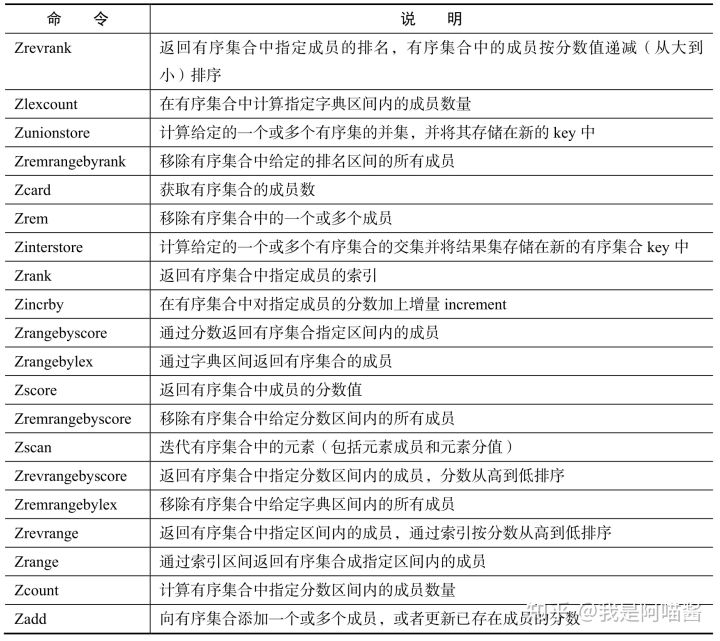 命 令 说 明
Zrevrank 返回有序集合中指定成员的排名，有序集合中的成员按分数值递减（从大到
小）排序
Zlexcount 在有序集合中计算指定字典区间内的成员数量
Zunionstore 计算给定的一个或多个有序集的并集，并将其存储在新的 key 中
Zremrangebyrank 移除有序集合中给定的排名区间的所有成员
Zcard 获取有序集合的成员数
Zrem 移除有序集合中的一个或多个成员
Zinterstore 计算给定的一个或多个有序集合的交集并将结果集存储在新的有序集合 key 中
Zrank 返回有序集合中指定成员的索引
Zincrby 在有序集合中对指定成员的分数加上增量 increment
Zrangebyscore 通过分数返回有序集合指定区间内的成员
Zrangebylex 通过字典区间返回有序集合的成员
Zscore 返回有序集合中成员的分数值
Zremrangebyscore 移除有序集合中给定分数区间内的所有成员
Zscan 迭代有序集合中的元素（包括元素成员和元素分值）
Zrevrangebyscore 返回有序集合中指定分数区间内的成员，分数从高到低排序
Zremrangebylex 移除有序集合中给定字典区间内的所有成员
Zrevrange 返回有序集合中指定区间内的成员，通过索引按分数从高到低排序
Zrange 通过索引区间返回有序集合成指定区间内的成员
Zcount 计算有序集合中指定分数区间内的成员数量
Zadd 向有序集合添加一个或多个成员，或者更新已存在成员的分数
知乎 @我是阿喵酱